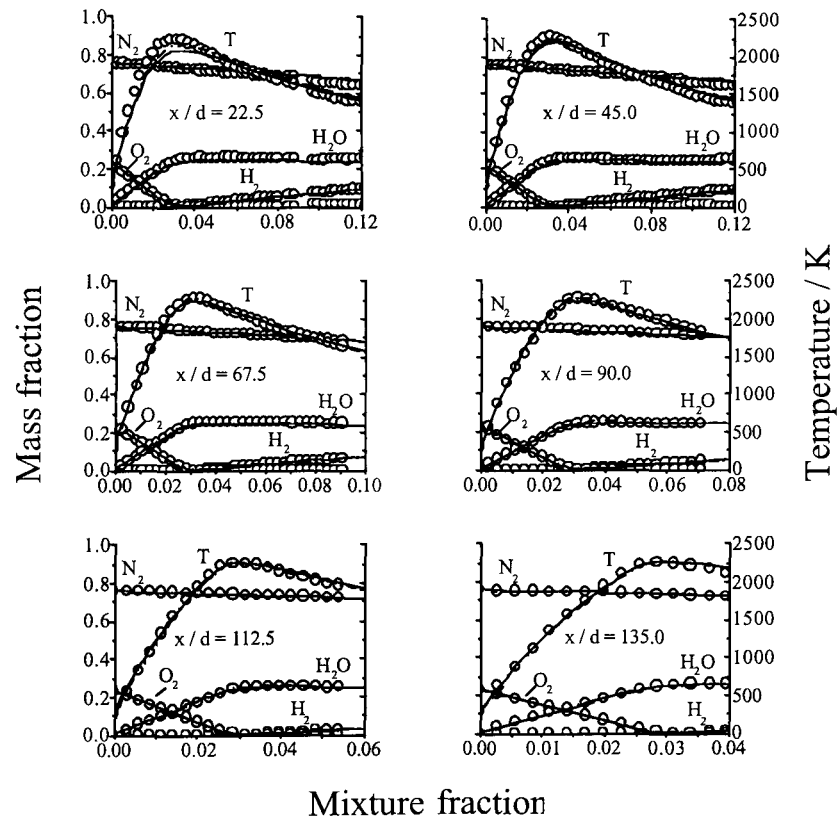 1.0
0.8
0.6
0.4
0.2
0.0
N2
T
x / d = 22.5
O2
H2O
H2
0.00 0.04 0.08 0.12
N2
T
x / d = 45.0
O2
H2O
H2
2500
2000
1500
1000
500
0
0.00 0.04 0.08 0.12
1.0
0.8
0.6
0.4
0.2
0.0
N2
T
x / d = 67.5
O2
H2O
H2
0.00 0.02 0.04 0.06 0.08 0.10
N2
T
x / d = 90.0
O2
H2O
H2
2500
2000
1500
1000
500
0
0.00 0.02 0.04 0.06 0.08
1.0
0.8
0.6
0.4
0.2
0.0
N2
T
x / d = 112.5
O2
H2O
H2
0.00 0.02 0.04 0.06
N2
T
x / d = 135.0
O2
H2O
H2
2500
2000
1500
1000
500
0
0.00 0.01 0.02 0.03 0.04
Mass fraction
Temperature / K
Mixture fraction